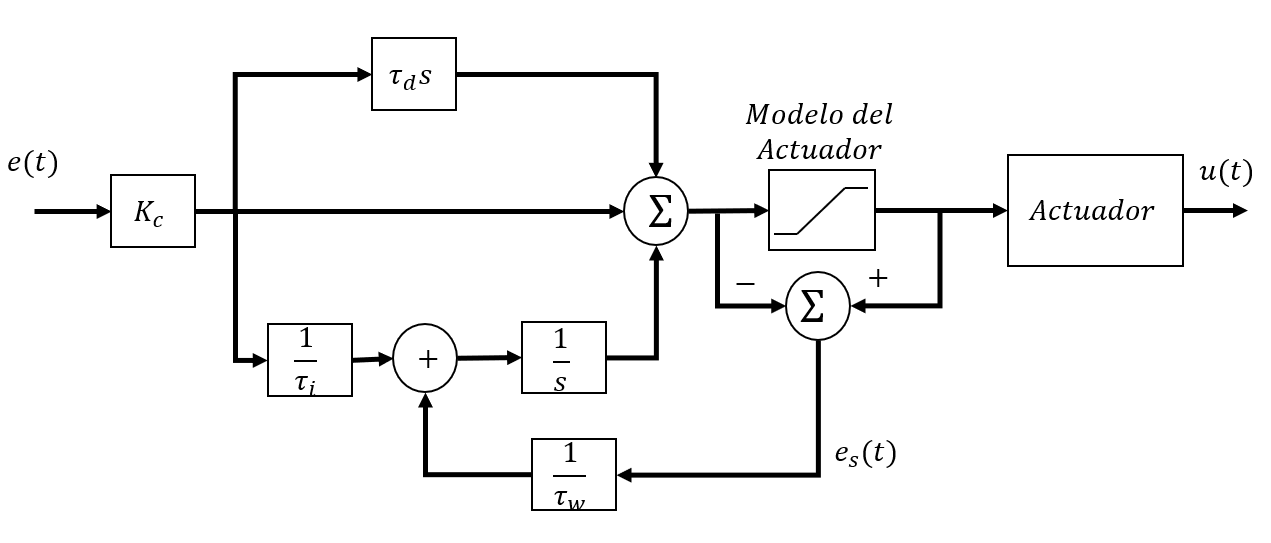 τ_d s
Modelo del
Actuador
e(t)
K_c
Σ
Actuador
u(t)
−
+
Σ
1
τ_i
+
1
s
e_s(t)
1
τ_w